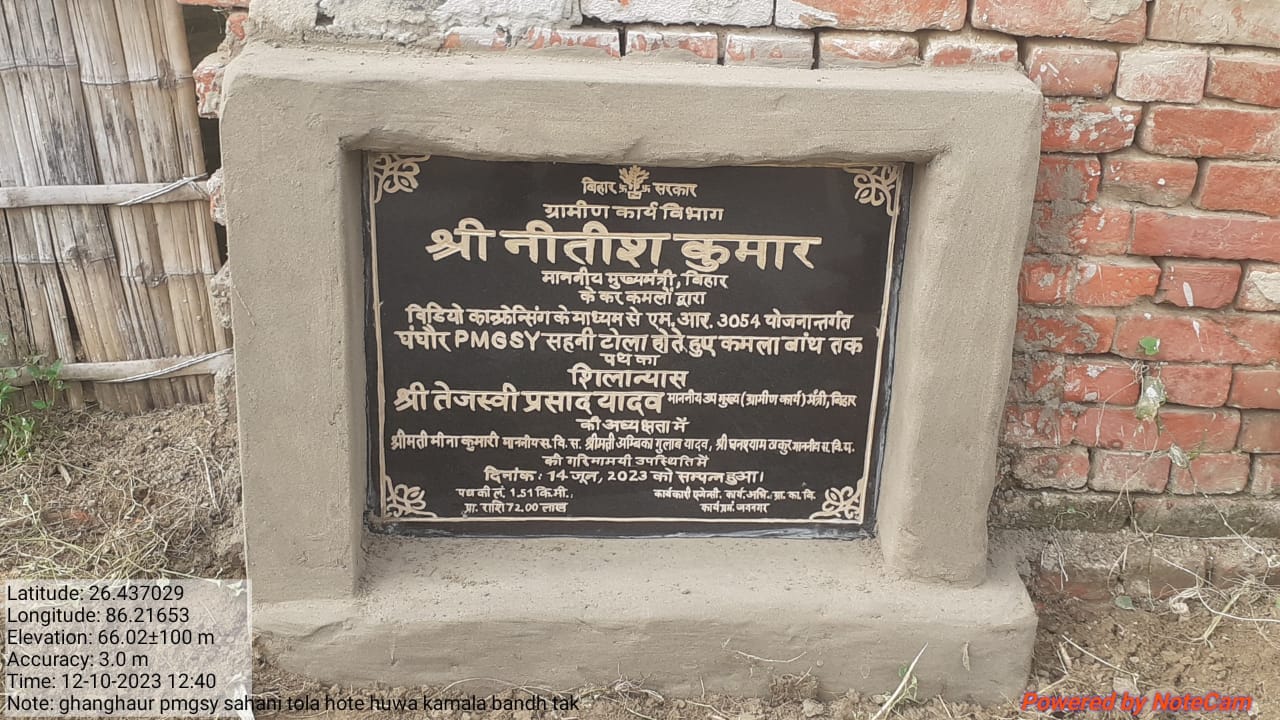 बिहार सरकार
ग्रामीण कार्य विभाग
श्री नीतीश कुमार
माननीय मुख्यमंत्री, बिहार
के कर कमलों द्वारा
विडियो कान्फ्रेन्सिंग के माध्यम से एम. आर. 3054 योजनान्तर्गत
घंघौर PMGSY सहनी टोला होते हुए कमला बांध तक
पथ का
शिलान्यास
श्री तेजस्वी प्रसाद यादव माननीय उप मुख्य (ग्रामीण कार्य) मंत्री, बिहार
की अध्यक्षता में
श्रीमती मीना कुमारी माननीय स. वि. स. श्रीमती अम्बिका गुलाब यादव, श्री घनश्याम ठाकुर माननीय स. वि. प.
की गरिमामयी उपस्थिति में
दिनांक : 14 जून, 2023 को सम्पन्न हुआ।
पथ की लं. 1.51 कि.मी.,
प्रा. राशि 72.00 लाख
कार्यकारी एजेन्सी. कार्य. अभि.. ग्रा. का. वि.
कार्य प्रमं. जयनगर
Latitude: 26.437029
Longitude: 86.21653
Elevation: 66.02±100 m
Accuracy: 3.0 m
Time: 12-10-2023 12:40
Note: ghanghaur pmgsy sahani tola hote huwa kamala bandh tak
Powered by NoteCam